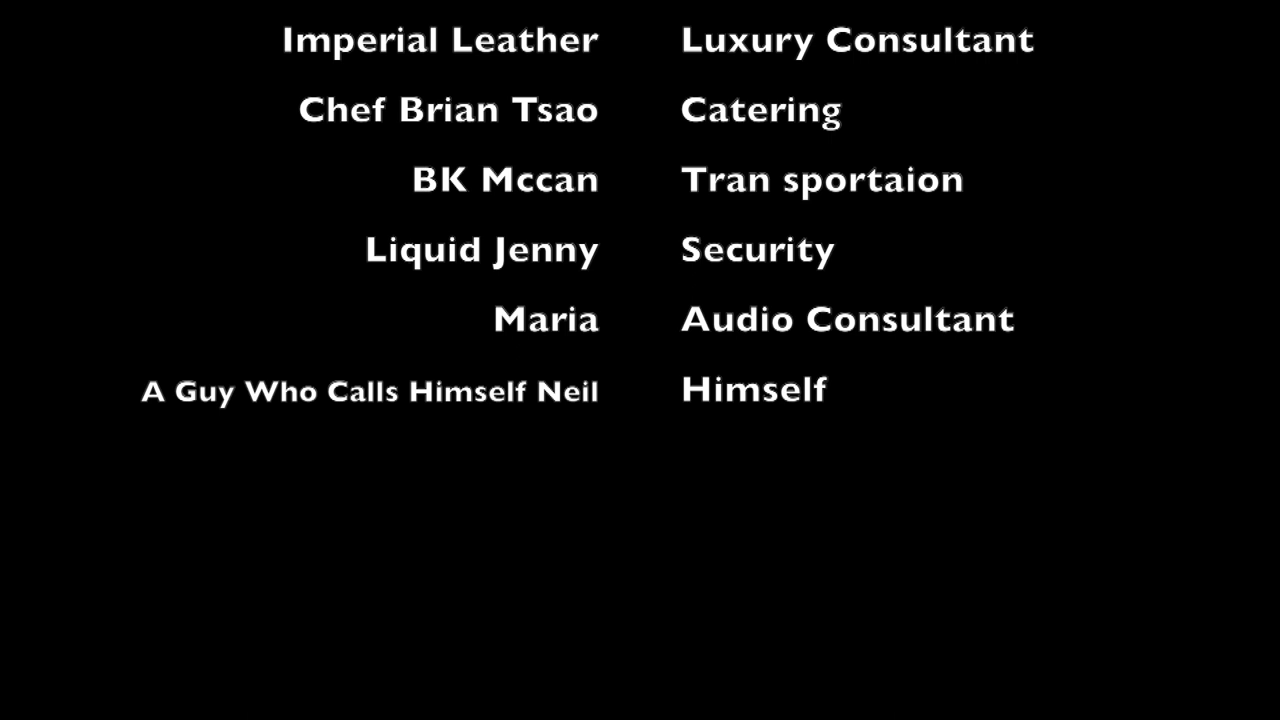 Imperial Leather Luxury Consultant
Chef Brian Tsao Catering
BK Mccan Tran sportaion
Liquid Jenny Security
Maria Audio Consultant
A Guy Who Calls Himself Neil Himself